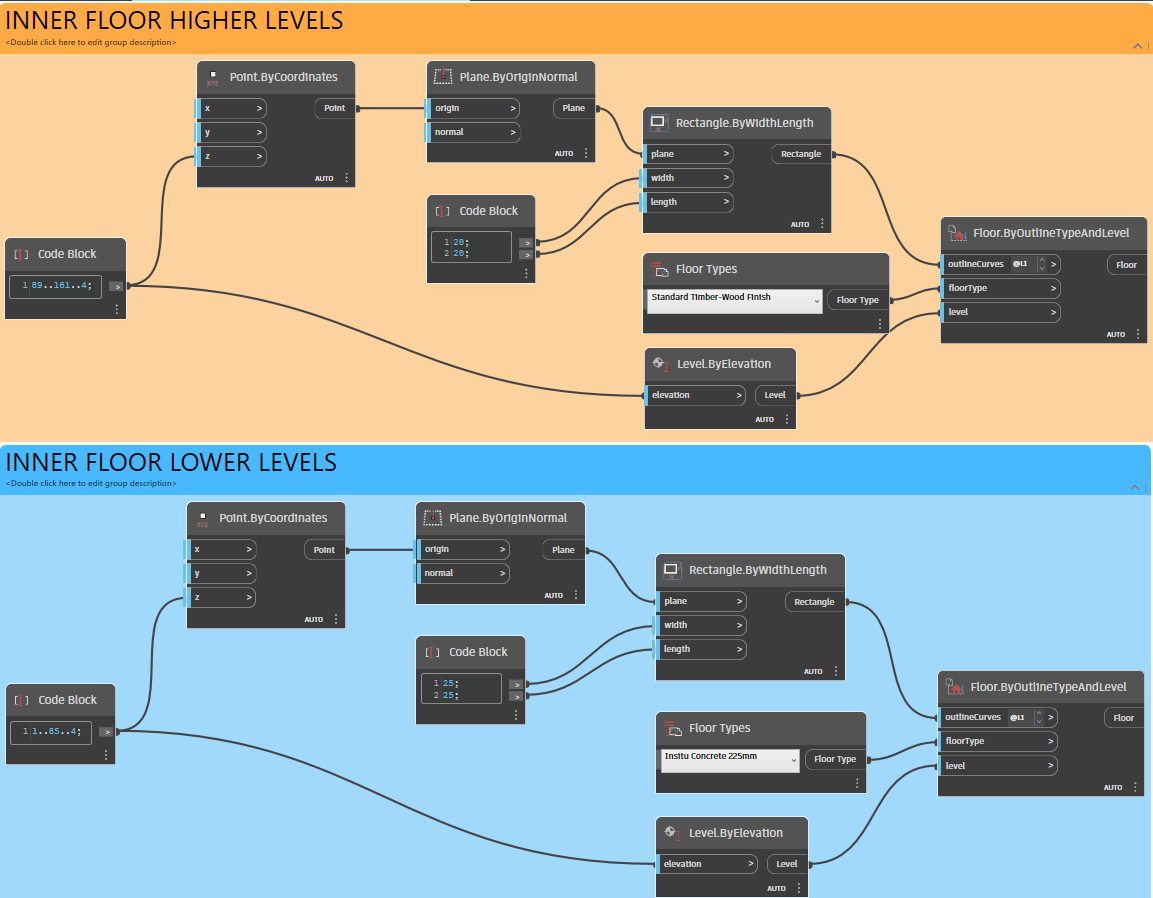 INNER FLOOR HIGHER LEVELS
<Double click here to edit group description>
Point.ByCoordinates
XYZ
x >
Point
y >
z >
AUTO
Plane.ByOriginNormal
origin >
Plane
normal >
AUTO
Rectangle.ByWidthLength
plane >
Rectangle
width >
length >
AUTO
Code Block
1 20; >
2 20; >
Code Block
1 89..161..4; >
Floor Types
Standard Timber-Wood Finish
Floor Type
Floor.ByOutlineTypeAndLevel
outlineCurves @L1 >
Floor
floorType >
level >
AUTO
Level.ByElevation
elevation >
Level
AUTO
INNER FLOOR LOWER LEVELS
<Double click here to edit group description>
Point.ByCoordinates
XYZ
x >
Point
y >
z >
AUTO
Plane.ByOriginNormal
origin >
Plane
normal >
AUTO
Rectangle.ByWidthLength
plane >
Rectangle
width >
length >
AUTO
Code Block
1 25; >
2 25; >
Code Block
1 1..85..4; >
Floor Types
Insitu Concrete 225mm
Floor Type
Floor.ByOutlineTypeAndLevel
outlineCurves @L1 >
Floor
floorType >
level >
AUTO
Level.ByElevation
elevation >
Level
AUTO